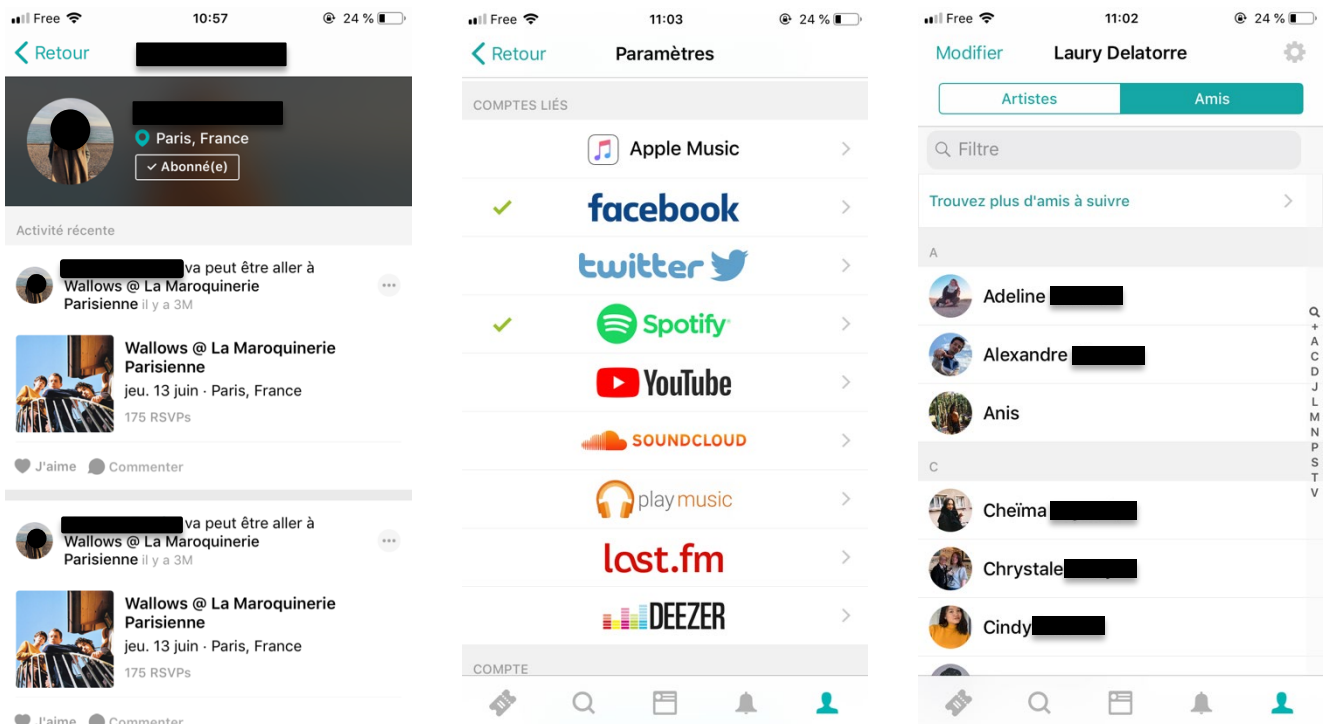 Free 10:57 24 %
Retour
Paris, France
✓ Abonné(e)
Activité récente
va peut être aller à
Wallows @ La Maroquinerie
Parisienne il y a 3M
Wallows @ La Maroquinerie
Parisienne
jeu. 13 juin · Paris, France
175 RSVPs
J'aime Commenter
va peut être aller à
Wallows @ La Maroquinerie
Parisienne il y a 3M
Wallows @ La Maroquinerie
Parisienne
jeu. 13 juin · Paris, France
175 RSVPs
J'aime Commenter
Free 11:03 24 %
Retour Paramètres
COMPTES LIÉS
Apple Music
facebook
twitter
Spotify
YouTube
SOUNDCLOUD
play music
last.fm
DEEZER
COMPTE
Free 11:02 24 %
Modifier Laury Delatorre
Artistes Amis
Filtre
Trouvez plus d'amis à suivre
A
Adeline
Alexandre
Anis
C
Cheïma
Chrystale
Cindy
+
A
C
D
J
L
M
N
P
S
T
V